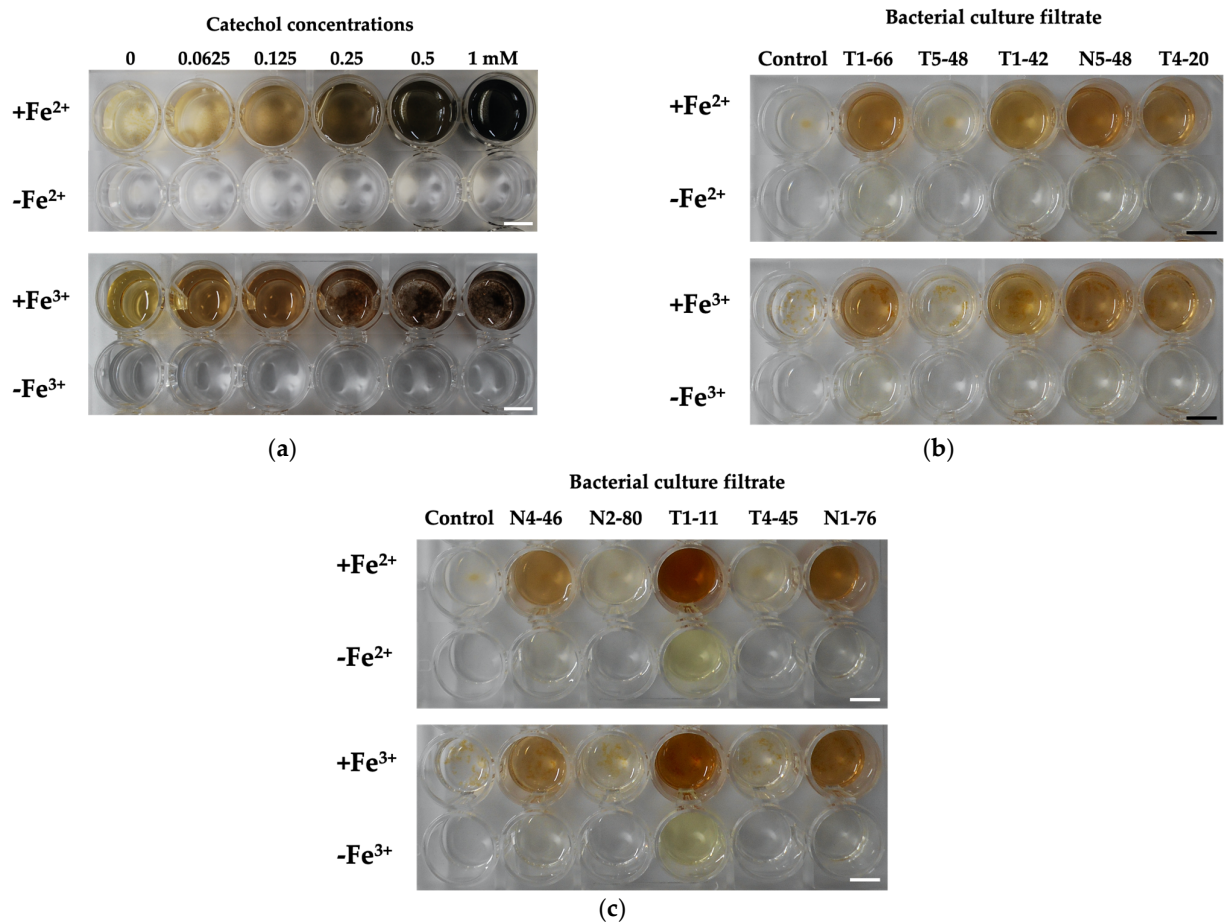 Catechol concentrations
0 0.0625 0.125 0.25 0.5 1 mM
+Fe²⁺
-Fe²⁺
+Fe³⁺
-Fe³⁺
(a)
Bacterial culture filtrate
Control T1-66 T5-48 T1-42 N5-48 T4-20
+Fe²⁺
-Fe²⁺
+Fe³⁺
-Fe³⁺
(b)
Bacterial culture filtrate
Control N4-46 N2-80 T1-11 T4-45 N1-76
+Fe²⁺
-Fe²⁺
+Fe³⁺
-Fe³⁺
(c)